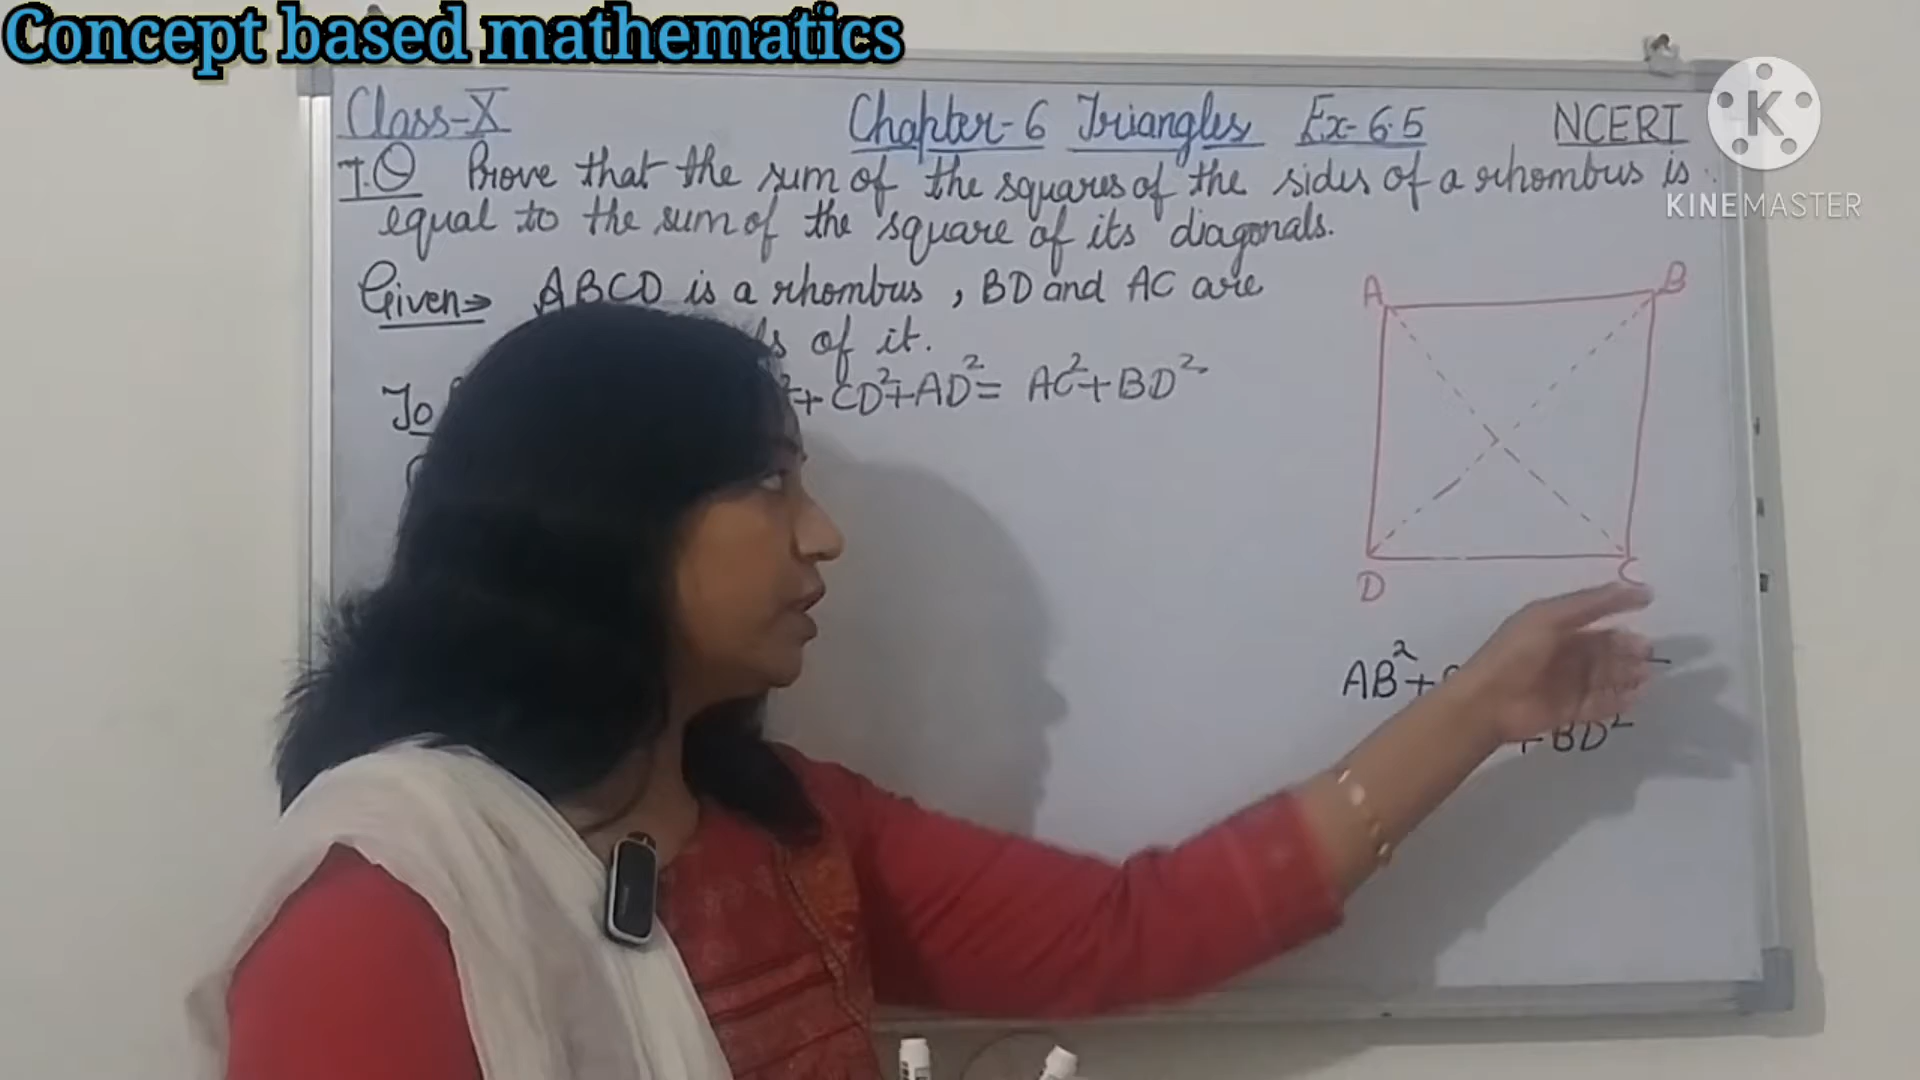 Concept based mathematics
Class-X Chapter-6 Triangles Ex-6.5 NCERT
7.Q Prove that the sum of the squares of the sides of a rhombus is
equal to the sum of the square of its diagonals.
Given→ ABCD is a rhombus, BD and AC are
of it.
To
+CD²+AD²= AC²+BD²
A B
D C
AB²+
+BD²
K
KINEMASTER